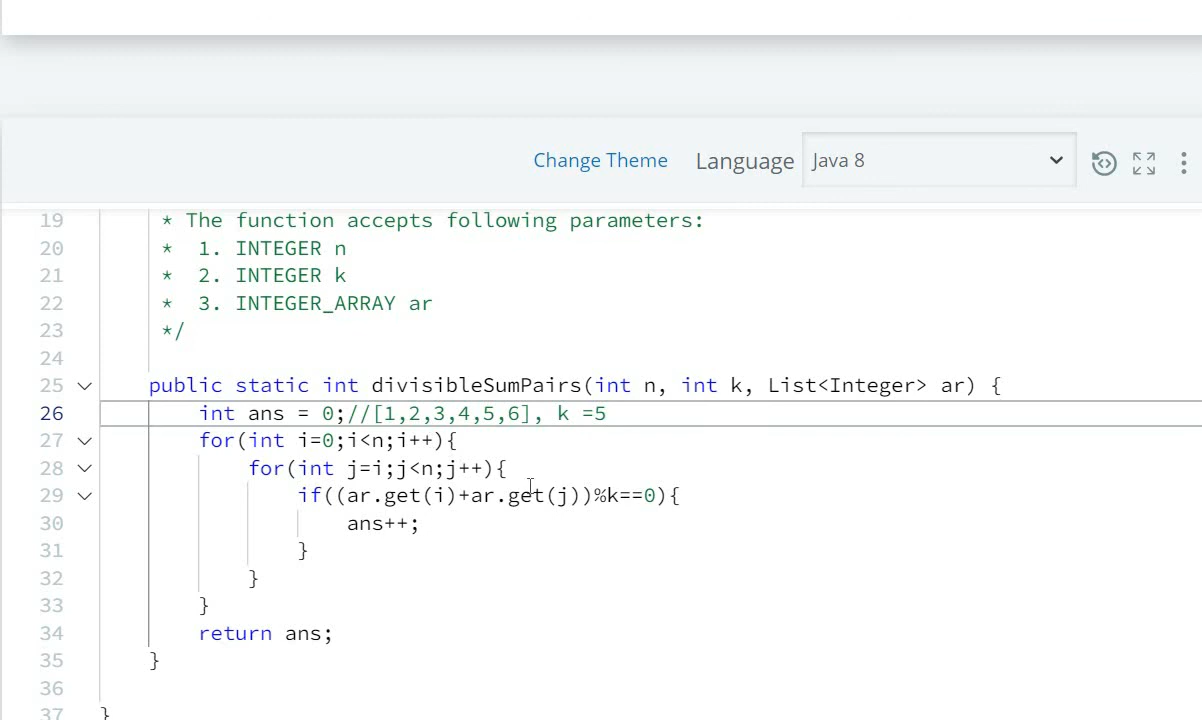 Change Theme Language Java 8
19 * The function accepts following parameters:
20 * 1. INTEGER n
21 * 2. INTEGER k
22 * 3. INTEGER_ARRAY ar
23 */
24
25 public static int divisibleSumPairs(int n, int k, List<Integer> ar) {
26 int ans = 0;//[1,2,3,4,5,6], k =5
27 for(int i=0;i<n;i++){
28 for(int j=i;j<n;j++){
29 if((ar.get(i)+ar.get(j))%k==0){
30 ans++;
31 }
32 }
33 }
34 return ans;
35 }
36
37 }